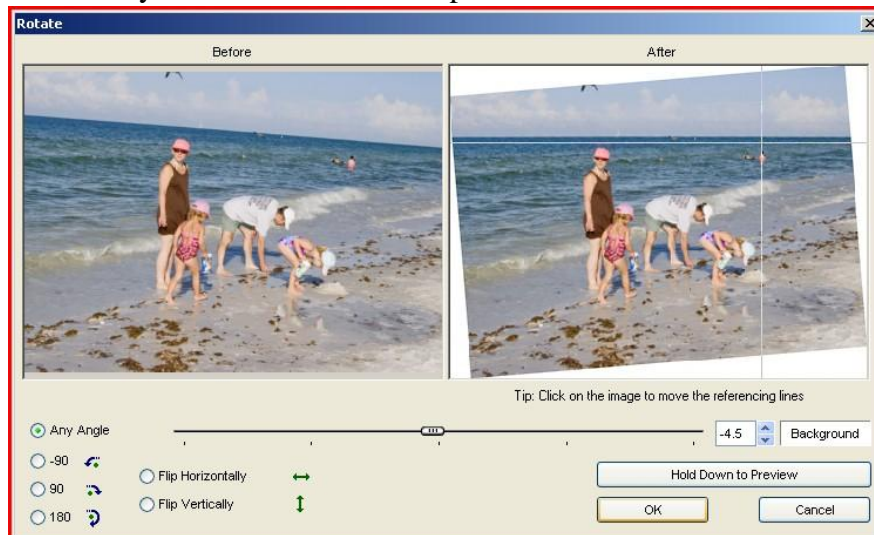 Rotate
Before After
Tip: Click on the image to move the referencing lines
Any Angle -4.5 Background
-90
90
180
Flip Horizontally
Flip Vertically
Hold Down to Preview
OK Cancel